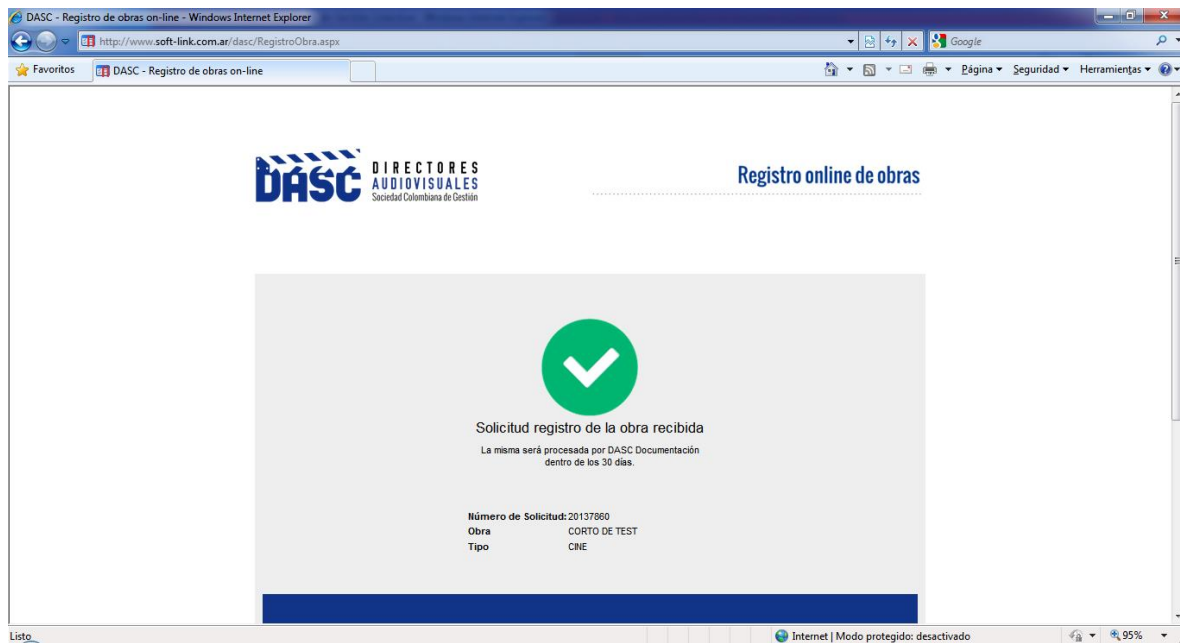 DASC - Registro de obras on-line - Windows Internet Explorer
http://www.soft-link.com.ar/dasc/RegistroObra.aspx
Google
Favoritos
DASC - Registro de obras on-line
Página
Seguridad
Herramientas
DASC
DIRECTORES
AUDIOVISUALES
Sociedad Colombiana de Gestión
Registro online de obras
Solicitud registro de la obra recibida
La misma será procesada por DASC Documentación
dentro de los 30 días.
Número de Solicitud: 20137860
Obra CORTO DE TEST
Tipo CINE
Listo
Internet | Modo protegido: desactivado
95%